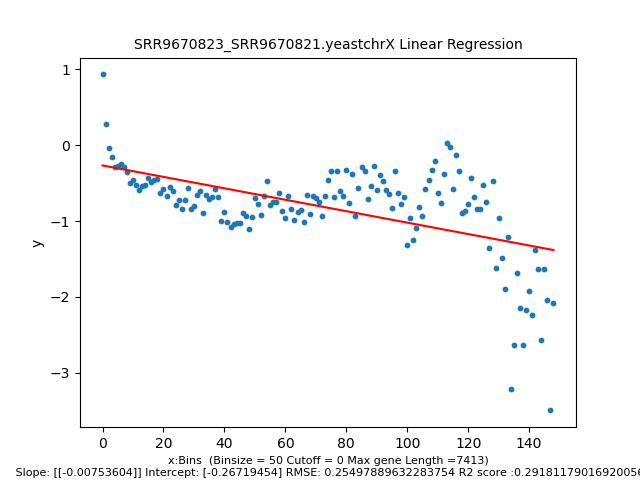 SRR9670823_SRR9670821.yeastchrX Linear Regression
1
0
−1
−2
−3
y
0 20 40 60 80 100 120 140
x:Bins (Binsize = 50 Cutoff = 0 Max gene Length =7413)
Slope: [[-0.00753604]] Intercept: [-0.26719454] RMSE: 0.25497889632283754 R2 score :0.2918117901692005